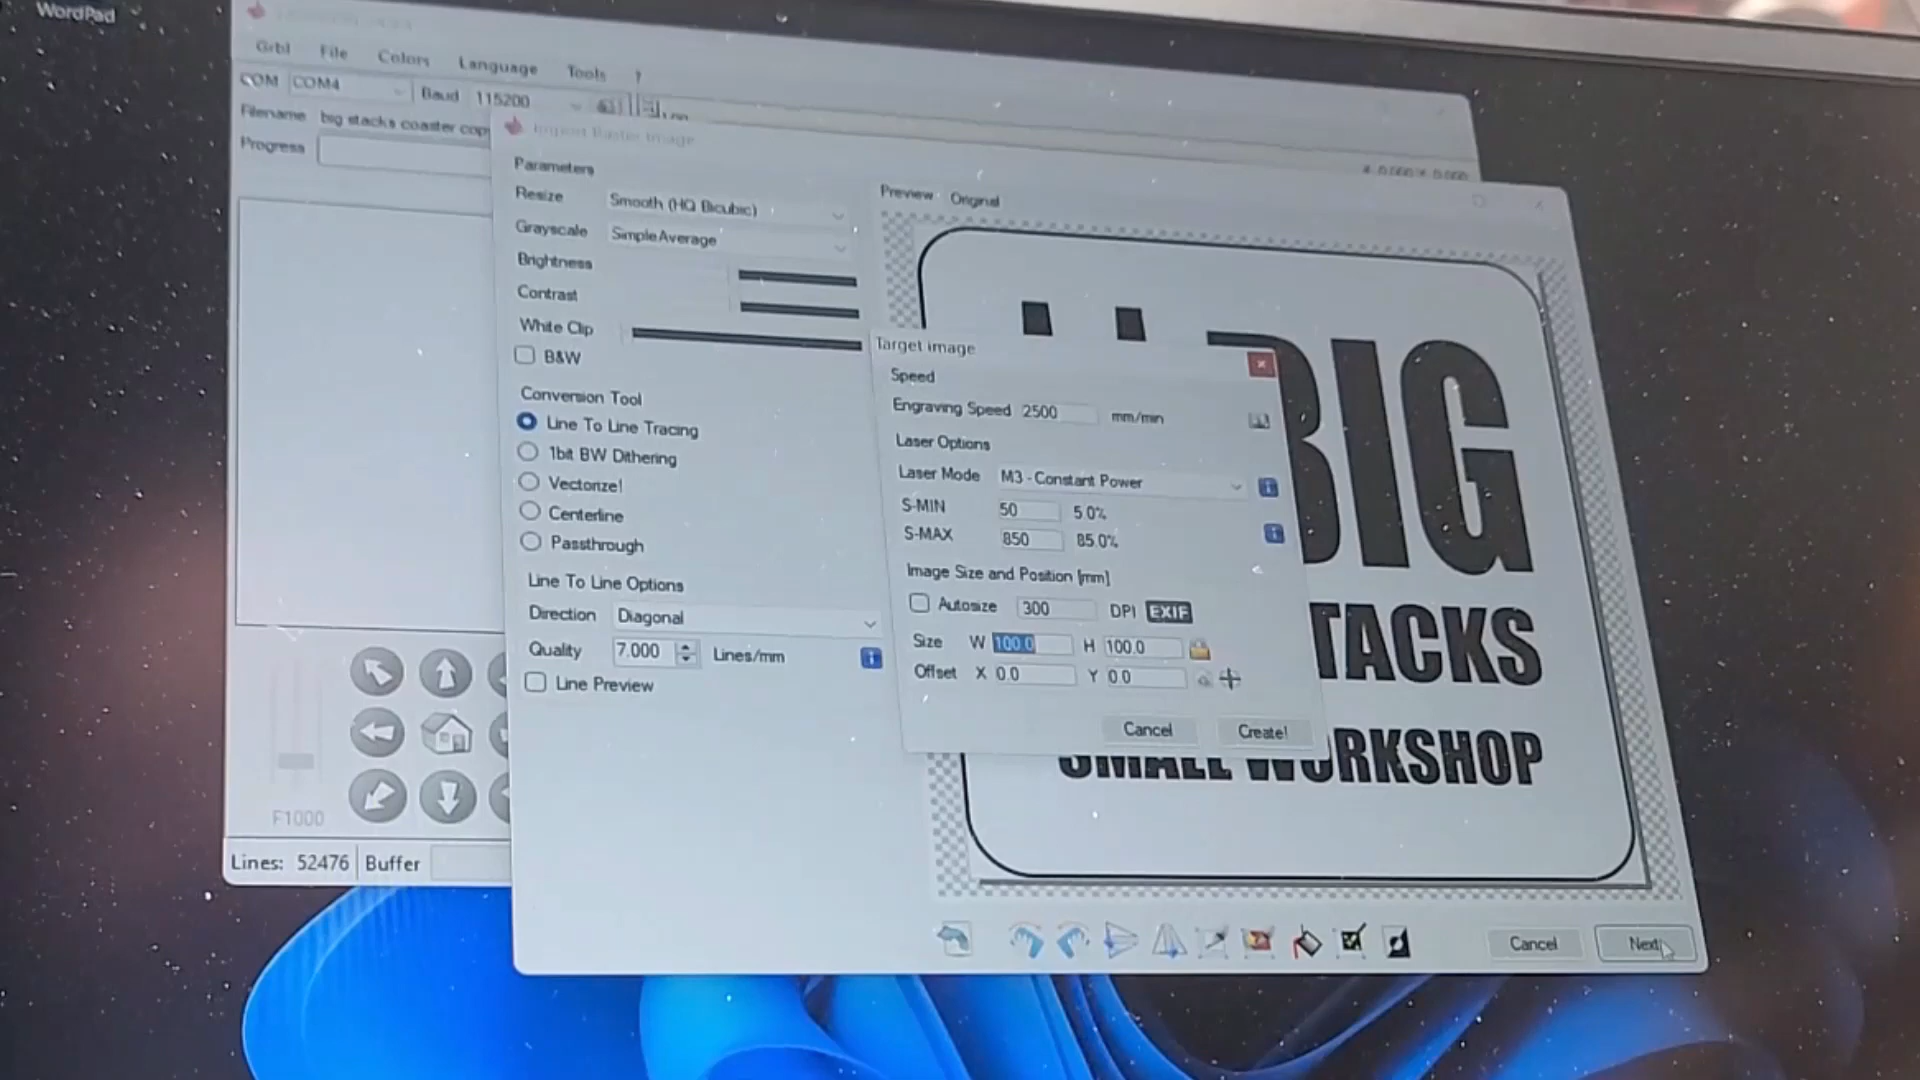 WordPad
Grbl File Colors Language Tools ?
COM COM4 Baud 115200
Filename big stacks coaster cop
Progress
Import Raster Image
Parameters
Resize Smooth (HQ Bicubic)
Grayscale SimpleAverage
Brightness
Contrast
White Clip
B&W
Conversion Tool
Line To Line Tracing
1bit BW Dithering
Vectorize!
Centerline
Passthrough
Line To Line Options
Direction Diagonal
Quality 7.000 Lines/mm
Line Preview
Preview Original
BIG
TACKS
SMALL WORKSHOP
Target image
Speed
Engraving Speed 2500 mm/min
Laser Options
Laser Mode M3 - Constant Power
S-MIN 50 5.0%
S-MAX 850 85.0%
Image Size and Position [mm]
Autosize 300 DPI EXIF
Size W 100.0 H 100.0
Offset X 0.0 Y 0.0
Cancel Create!
F1000
Lines: 52476 Buffer
Cancel Next